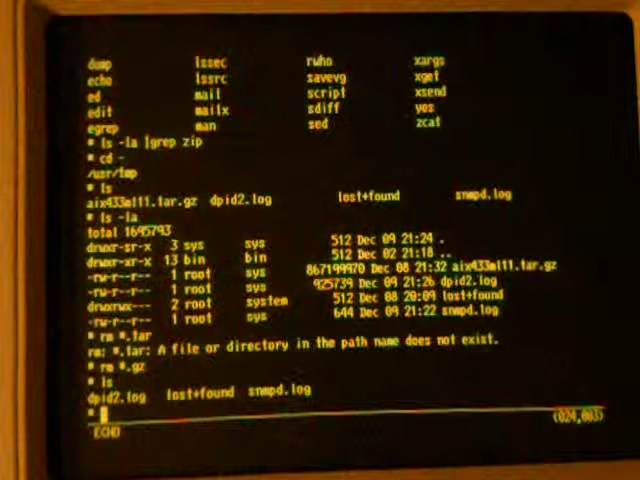 dump lssec rwho xargs
echo lssrc savevg xget
ed mail script xsend
edit mailx sdiff yes
egrep man sed zcat
* ls -la |grep zip
* cd -
/usr/tmp
* ls
aix433ml11.tar.gz dpid2.log lost+found snmpd.log
* ls -la
total 1695793
drwxr-sr-x 3 sys sys 512 Dec 09 21:24 .
drwxr-xr-x 13 bin bin 512 Dec 02 21:18 ..
-rw-r--r-- 1 root sys 867199970 Dec 08 21:32 aix433ml11.tar.gz
-rw-r--r-- 1 root sys 925739 Dec 09 21:26 dpid2.log
drwxrwx--- 2 root system 512 Dec 08 20:09 lost+found
-rw-r--r-- 1 root sys 644 Dec 09 21:22 snmpd.log
* rm *.tar
rm: *.tar: A file or directory in the path name does not exist.
* rm *.gz
* ls
dpid2.log lost+found snmpd.log
*
ECHO (024,003)